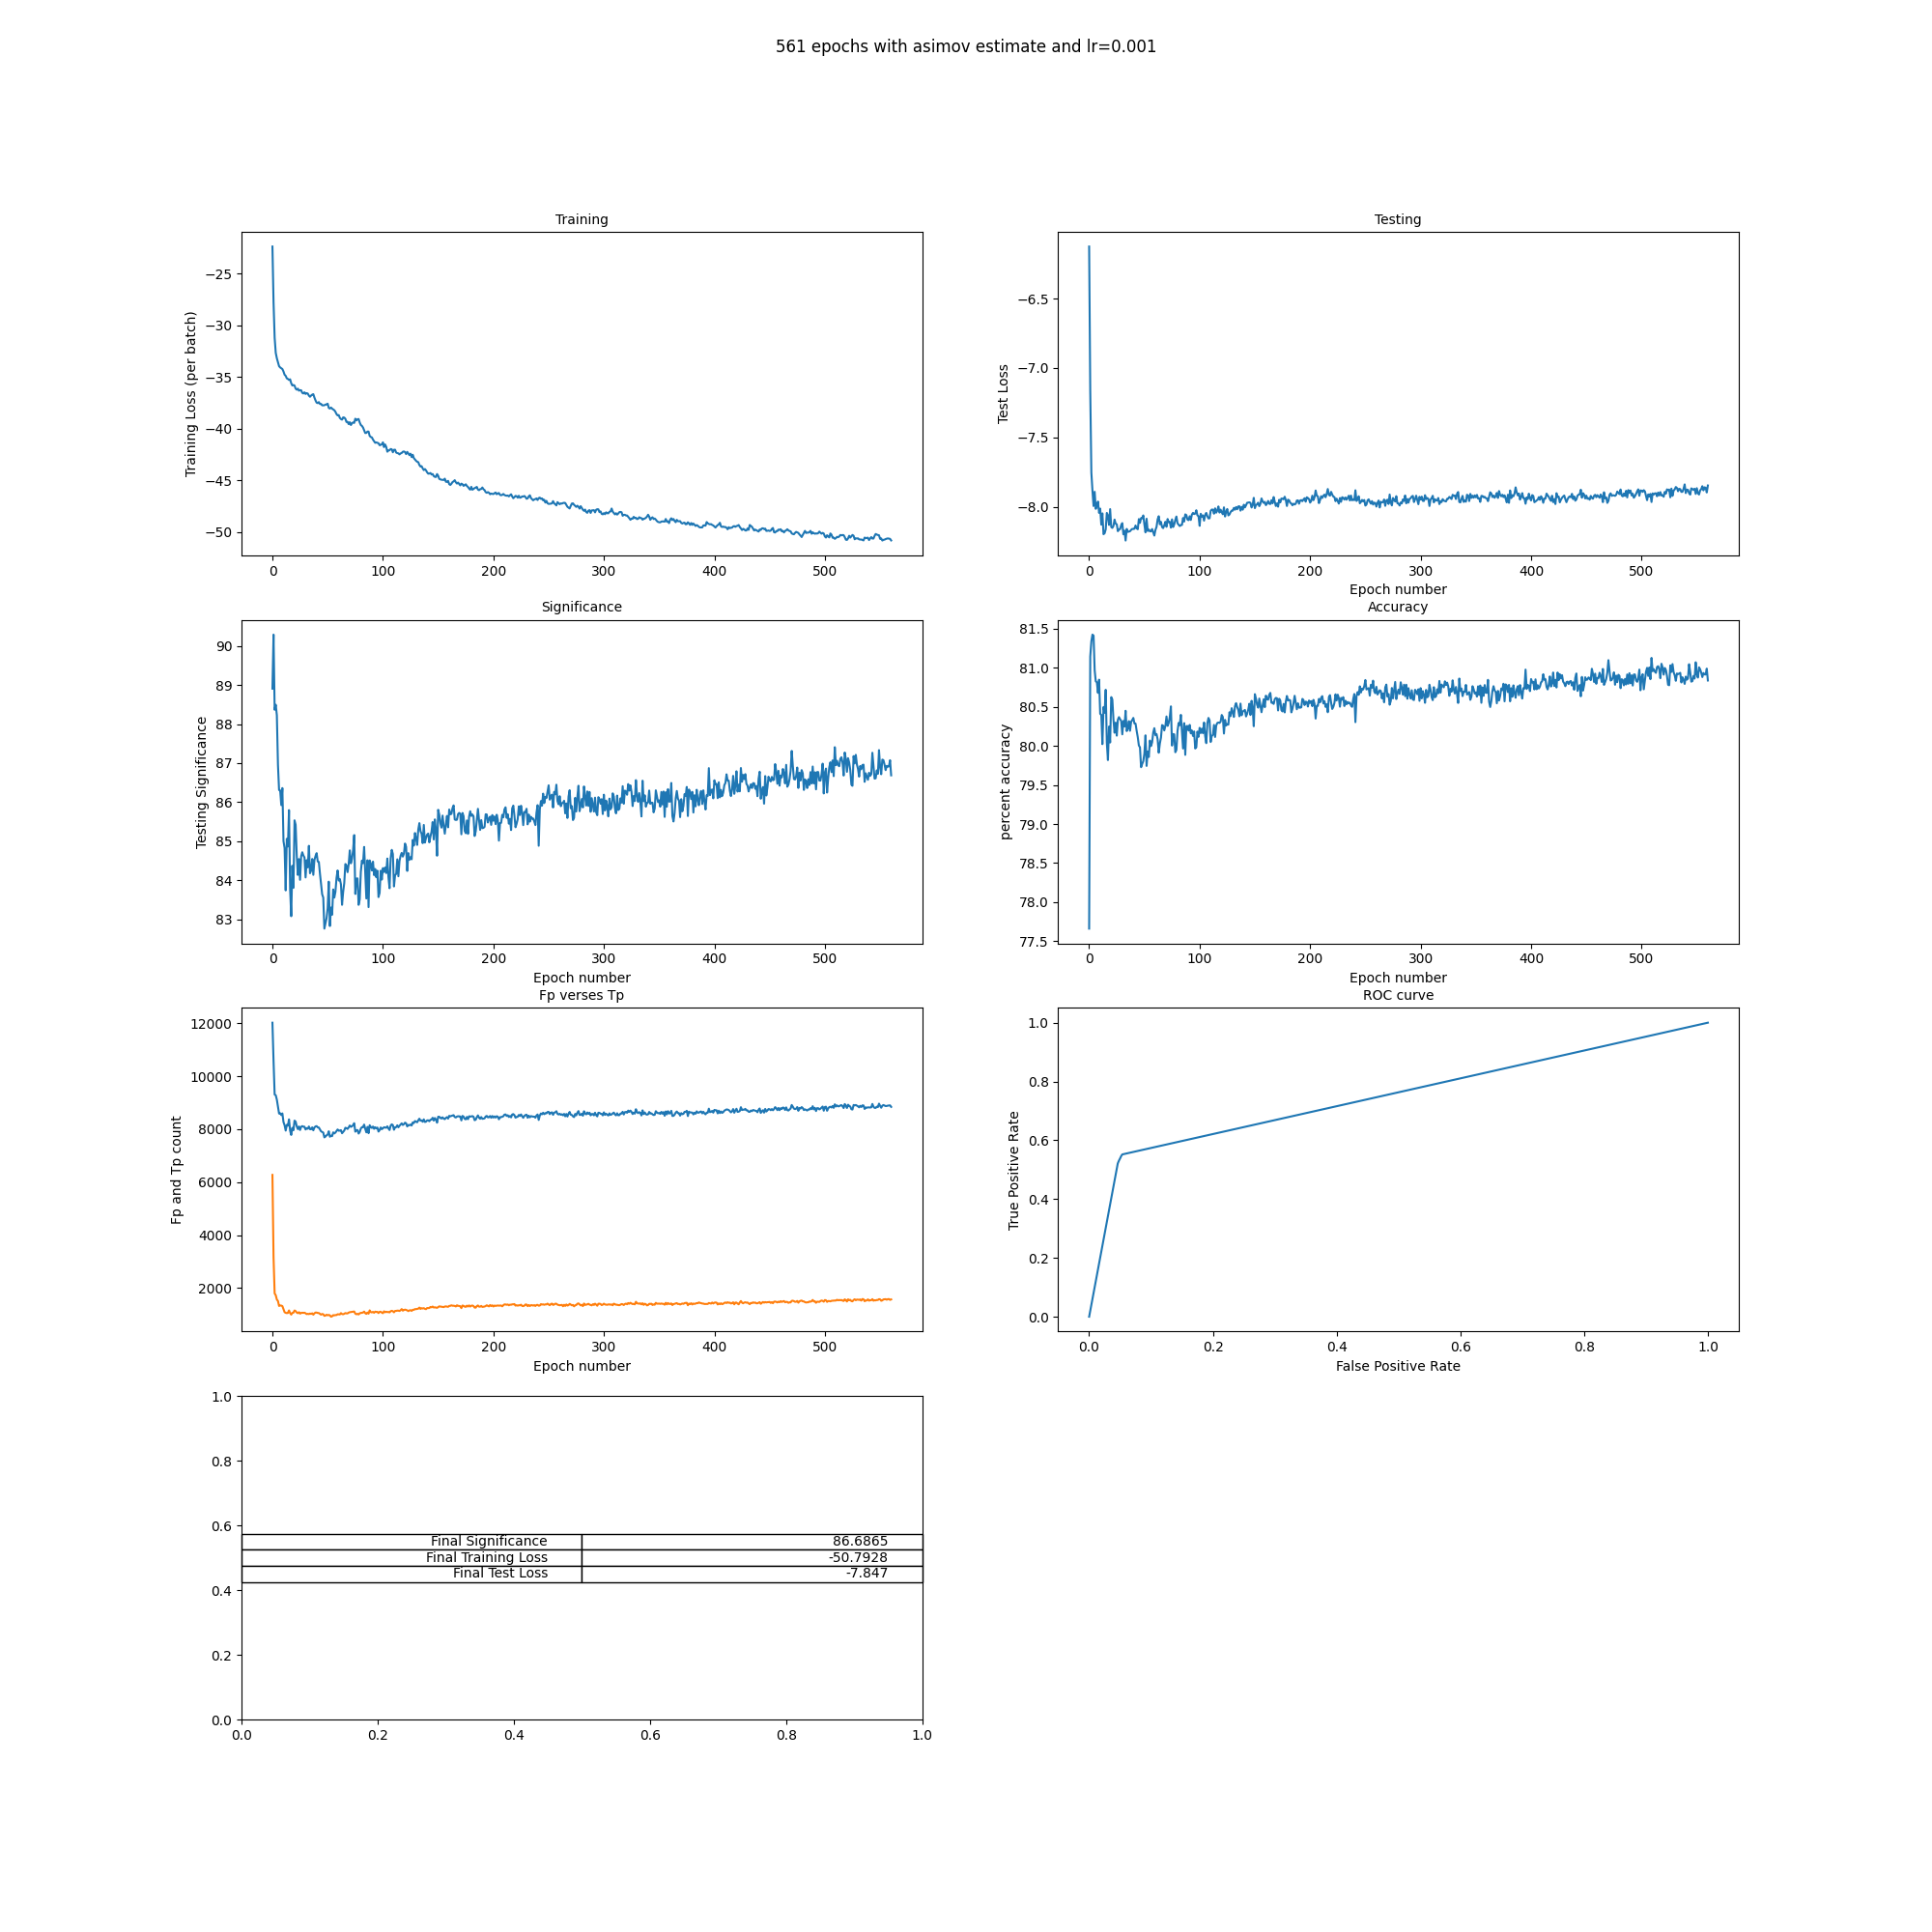 561 epochs with asimov estimate and lr=0.001
Training
Training Loss (per batch)
−25
−30
−35
−40
−45
−50
0 100 200 300 400 500
Testing
Test Loss
−6.5
−7.0
−7.5
−8.0
0 100 200 300 400 500
Epoch number
Significance
Testing Significance
90
89
88
87
86
85
84
83
0 100 200 300 400 500
Epoch number
Accuracy
percent accuracy
81.5
81.0
80.5
80.0
79.5
79.0
78.5
78.0
77.5
0 100 200 300 400 500
Epoch number
Fp verses Tp
Fp and Tp count
12000
10000
8000
6000
4000
2000
0 100 200 300 400 500
Epoch number
ROC curve
True Positive Rate
1.0
0.8
0.6
0.4
0.2
0.0
0.0 0.2 0.4 0.6 0.8 1.0
False Positive Rate
1.0
0.8
0.6
Final Significance 86.6865
Final Training Loss -50.7928
Final Test Loss -7.847
0.4
0.2
0.0
0.0 0.2 0.4 0.6 0.8 1.0